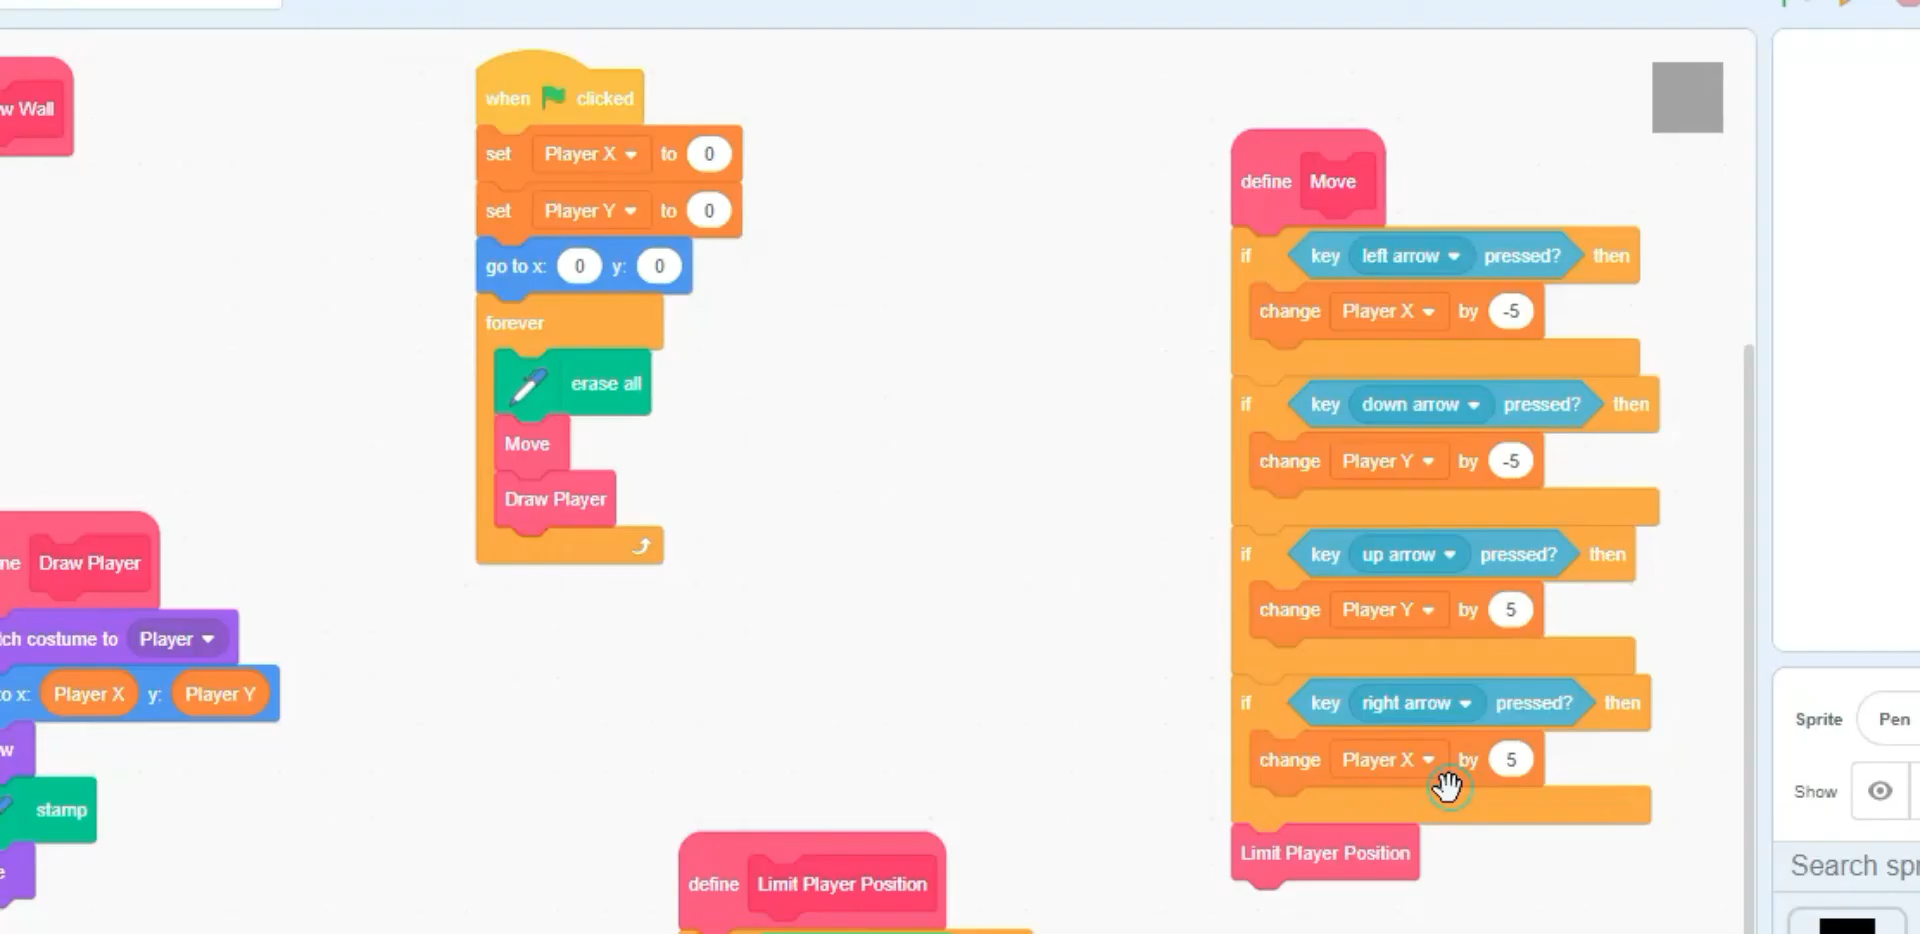 w Wall
when clicked
set Player X to 0
set Player Y to 0
go to x: 0 y: 0
forever
erase all
Move
Draw Player
ne Draw Player
tch costume to Player
o x: Player X y: Player Y
w
stamp
e
define Limit Player Position
define Move
if key left arrow pressed? then
change Player X by -5
if key down arrow pressed? then
change Player Y by -5
if key up arrow pressed? then
change Player Y by 5
if key right arrow pressed? then
change Player X by 5
Limit Player Position
Sprite Pen
Show
Search spr